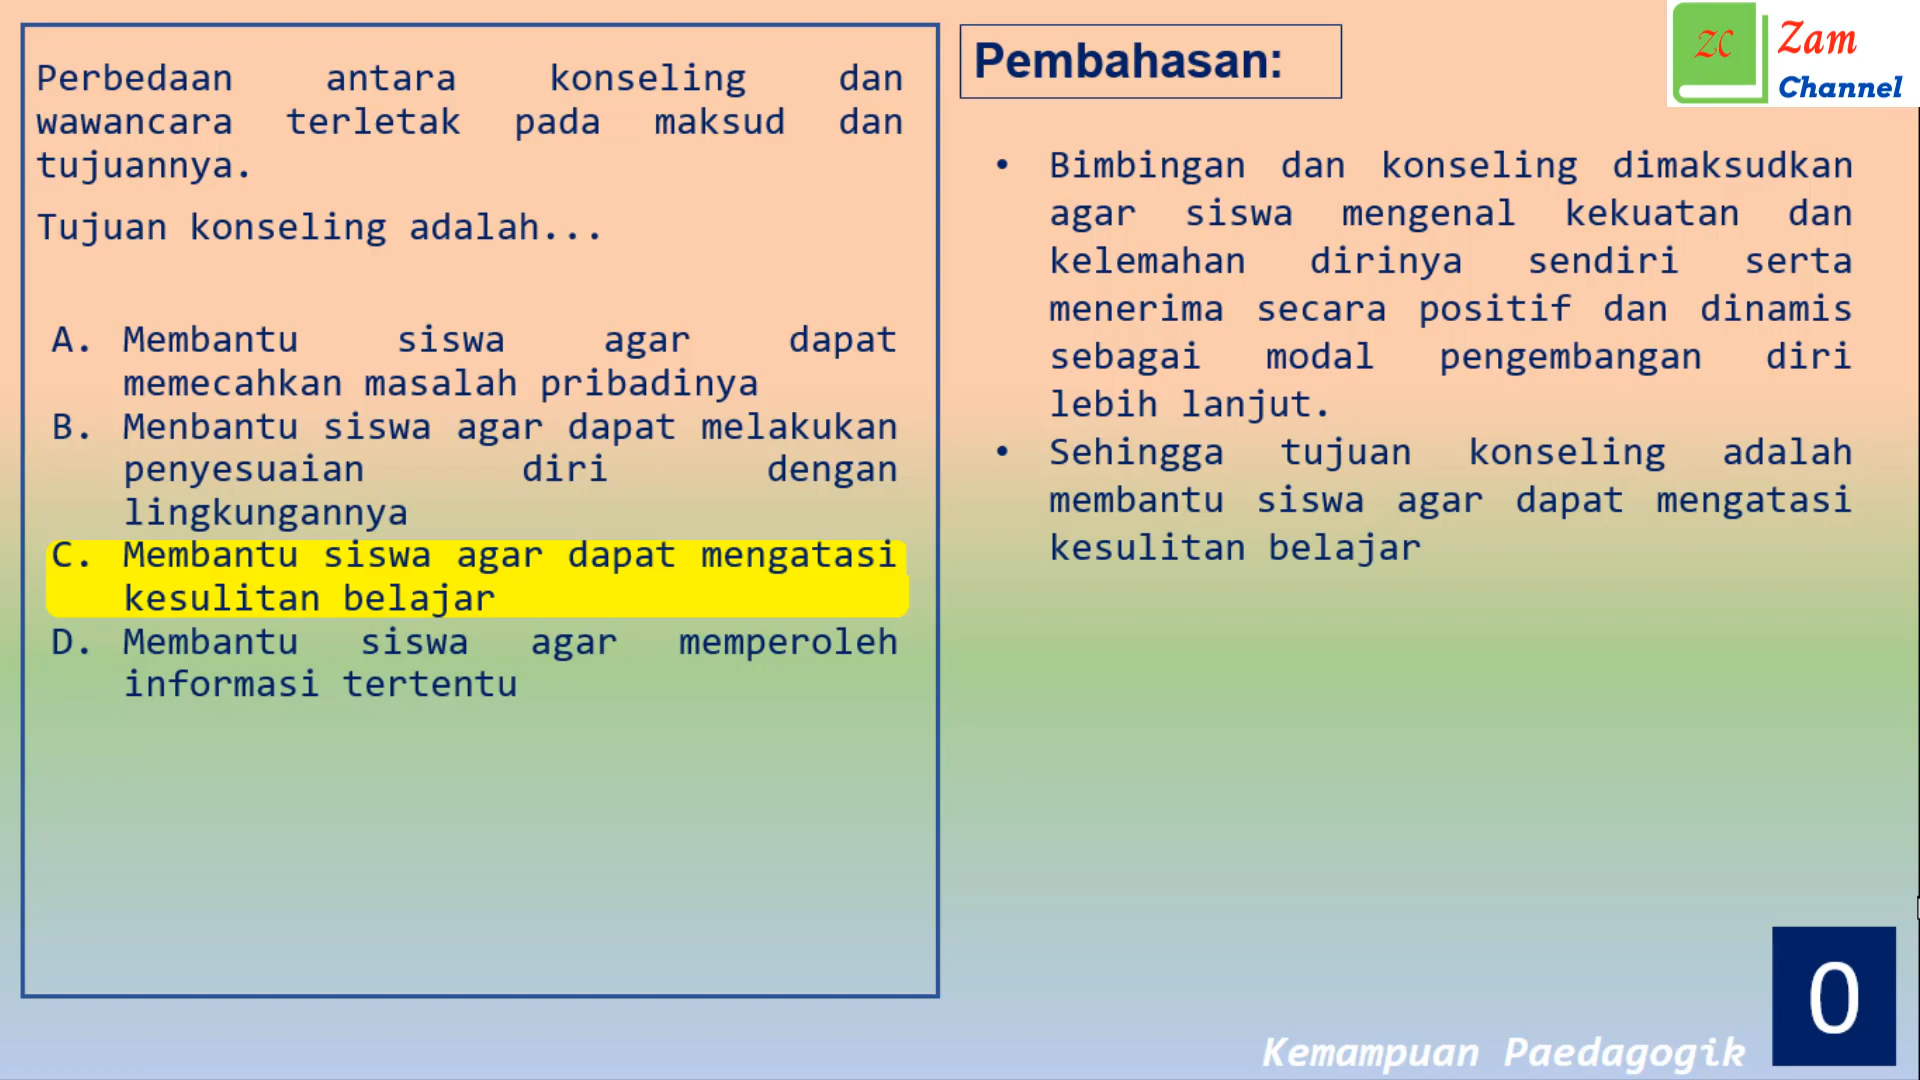 Perbedaan antara konseling dan
wawancara terletak pada maksud dan
tujuannya.
Tujuan konseling adalah...
A. Membantu siswa agar dapat
memecahkan masalah pribadinya
B. Menbantu siswa agar dapat melakukan
penyesuaian diri dengan
lingkungannya
C. Membantu siswa agar dapat mengatasi
kesulitan belajar
D. Membantu siswa agar memperoleh
informasi tertentu
Pembahasan:
• Bimbingan dan konseling dimaksudkan
agar siswa mengenal kekuatan dan
kelemahan dirinya sendiri serta
menerima secara positif dan dinamis
sebagai modal pengembangan diri
lebih lanjut.
• Sehingga tujuan konseling adalah
membantu siswa agar dapat mengatasi
kesulitan belajar
ZC
Zam
Channel
Kemampuan Paedagogik
0